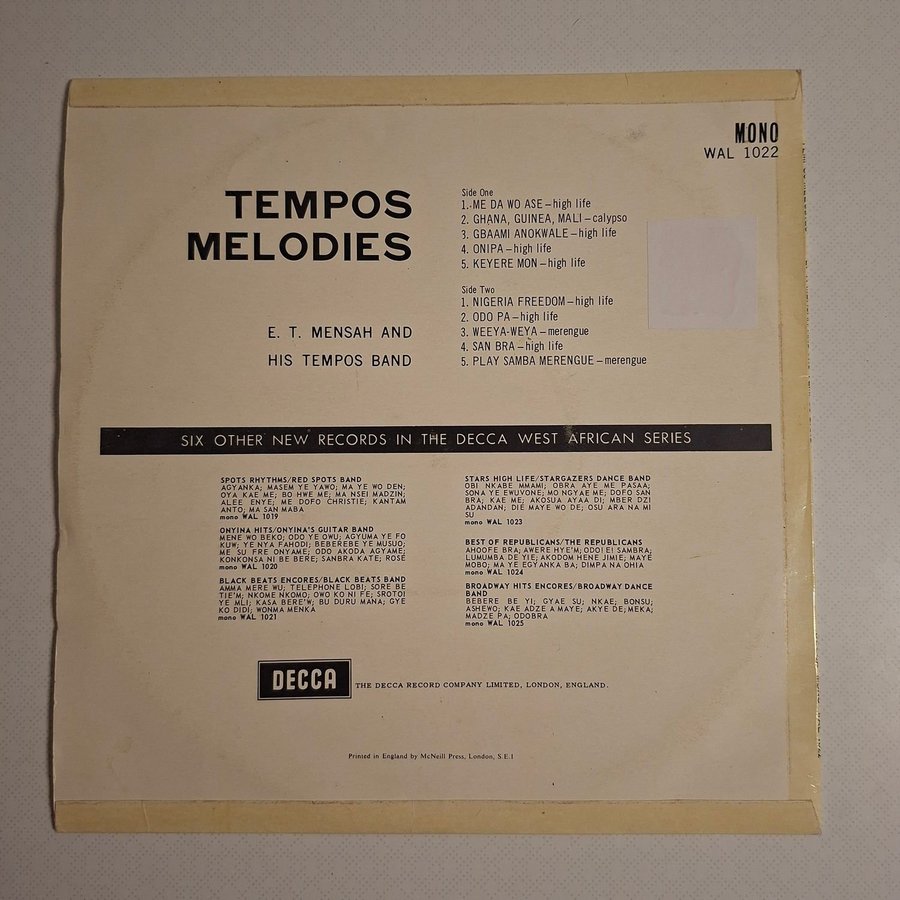 MONO
WAL 1022
TEMPOS
MELODIES
E. T. MENSAH AND
HIS TEMPOS BAND
Side One
1. ME DA WO ASE – high life
2. GHANA, GUINEA, MALI – calypso
3. GBAAMI ANOKWALE – high life
4. ONIPA – high life
5. KEYERE MON – high life
Side Two
1. NIGERIA FREEDOM – high life
2. ODO PA – high life
3. WEEYA-WEYA – merengue
4. SAN BRA – high life
5. PLAY SAMBA MERENGUE – merengue
SIX OTHER NEW RECORDS IN THE DECCA WEST AFRICAN SERIES
SPOTS RHYTHMS/RED SPOTS BAND
AGYANKA; MASEM YE YAWO; MA YE WO DEN;
OYA KAE ME; BO HWE ME; MA NSEI MADZIN;
ALEE ENYE; ME DOFO CHRISTIE; KANTAM
ANTO; MA SAN MABA
mono WAL 1019
ONYINA HITS/ONYINA'S GUITAR BAND
MENE WO BEKO; ODO YE OWU; AGYUMA YE FO
KUW; YE NYA FAHODI; BEBEREBE YE MUSUO;
ME SU FRE ONYAME; ODO AKODA AGYAME;
KONKONSA NI BE BERE; SANBRA KATE; ROSE
mono WAL 1020
BLACK BEATS ENCORES/BLACK BEATS BAND
AMMA MERE WU; TELEPHONE LOBI; SORE BE
TIE'M; NKOME NKOMO; OWO KO NI FE; SROTOI
YE MLI; KASA BERE'W; BU DURU MANA; GYE
KO DIDI; WONMA MENKA
mono WAL 1021
STARS HIGH LIFE/STARGAZERS DANCE BAND
OBI NKABE MMAMI; OBRA AYE ME PASAA;
SONA YE EWUVONE; MO NGYAE ME; DOFO SAN
BRA; KAE ME; AKOSUA AYAA DI; MBER DZI
ADANDAN; DIE MAYE WO DE; OSU ARA NA MI
SU
mono WAL 1023
BEST OF REPUBLICANS/THE REPUBLICANS
AHOOFE BRA; AWERE HYE'M; ODOI E! SAMBRA;
LUMUMBA DE YIE; AKODOM HENE JIMIE; MAYE
MOBO; MA YE EGYANKA BA; DIMPA NA OHIA
mono WAL 1024
BROADWAY HITS ENCORES/BROADWAY DANCE
BAND
BEBERE BE YI; GYAE SU; NKAE; BONSU;
ASHEWO; KAE ADZE A MAYE; AKYE DE; MEKA;
MADZE PA; ODOBRA
mono WAL 1025
DECCA THE DECCA RECORD COMPANY LIMITED, LONDON, ENGLAND.
Printed in England by McNeill Press, London, S.E.1